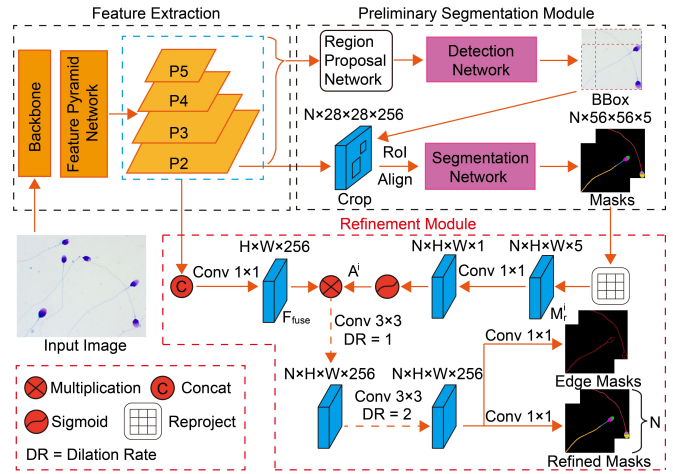 Feature Extraction
Preliminary Segmentation Module
Backbone
Feature Pyramid
Network
P5
P4
P3
P2
Region
Proposal
Network
Detection
Network
BBox
N×28×28×256
Crop
RoI
Align
Segmentation
Network
N×56×56×5
Masks
Refinement Module
Input Image
C
Conv 1×1
H×W×256
F_fuse
A^i
N×H×W×1
Conv 1×1
N×H×W×5
M_r^i
Conv 3×3
DR = 1
N×H×W×256
Conv 3×3
DR = 2
N×H×W×256
Conv 1×1
Edge Masks
Conv 1×1
Refined Masks
N
Multiplication
C
Concat
Sigmoid
Reproject
DR = Dilation Rate